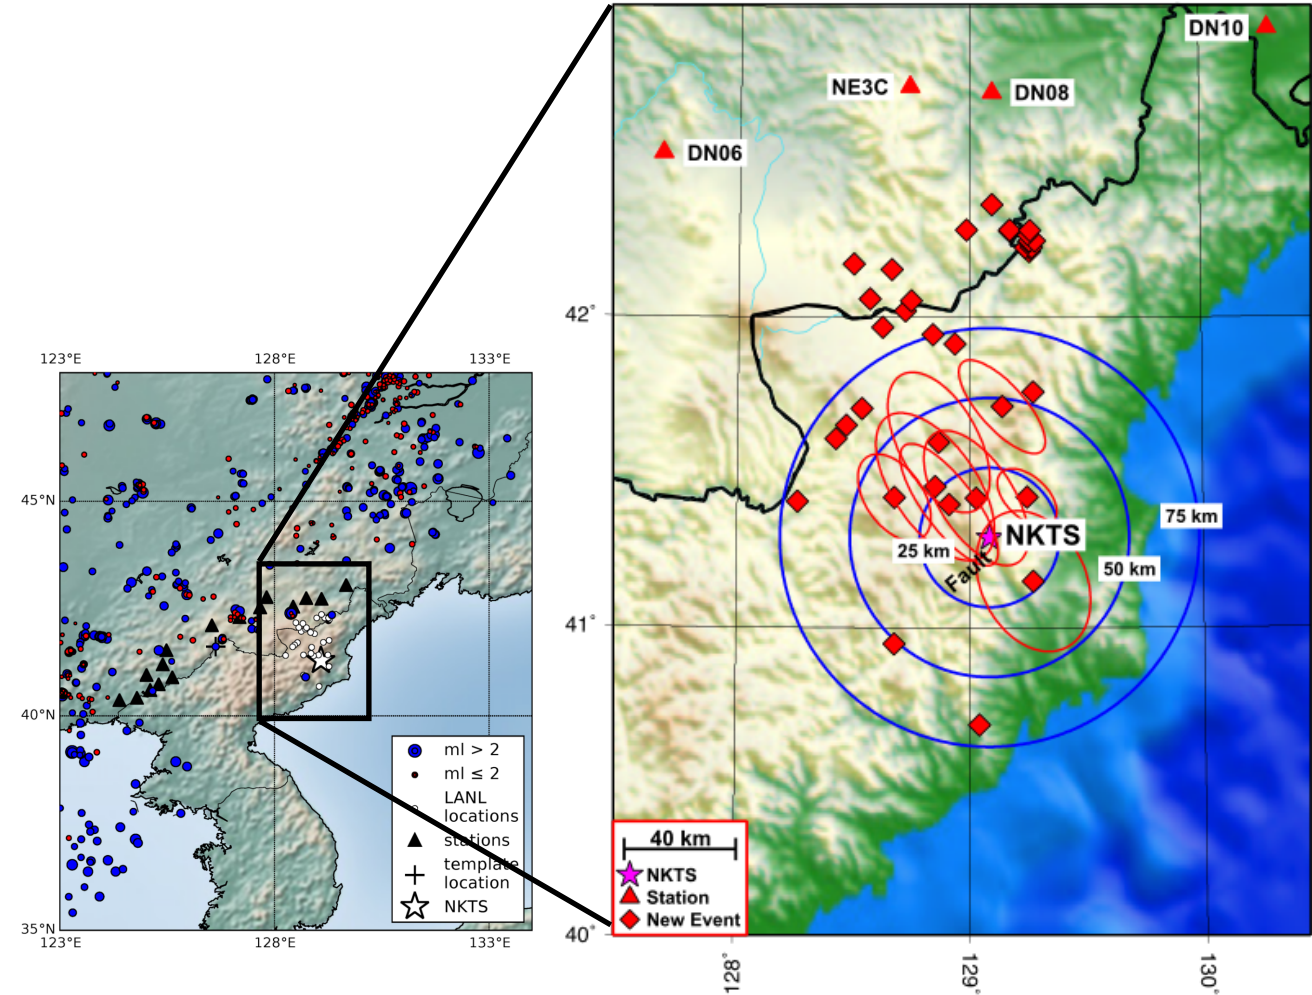 DN10
NE3C
DN08
DN06
42°
123°E
128°E
133°E
75 km
45°N
NKTS
25 km
50 km
Fault
41°
40°N
ml > 2
ml ≤ 2
LANL
locations
stations
template
location
NKTS
40 km
NKTS
Station
New Event
35°N
123°E
128°E
133°E
40°
128°
129°
130°